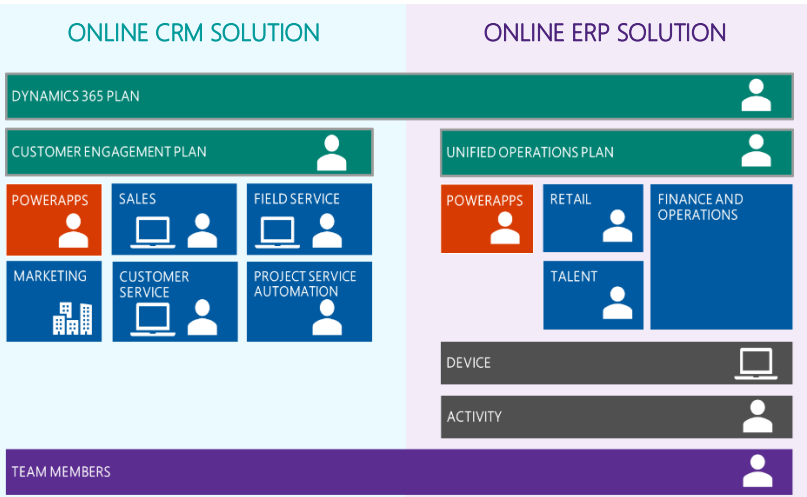 ONLINE CRM SOLUTION
ONLINE ERP SOLUTION
DYNAMICS 365 PLAN
CUSTOMER ENGAGEMENT PLAN
UNIFIED OPERATIONS PLAN
POWERAPPS
SALES
FIELD SERVICE
POWERAPPS
RETAIL
FINANCE AND
OPERATIONS
MARKETING
CUSTOMER
SERVICE
PROJECT SERVICE
AUTOMATION
TALENT
DEVICE
ACTIVITY
TEAM MEMBERS